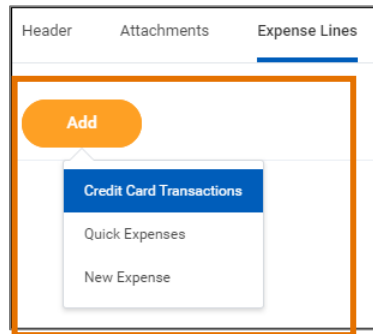 Header Attachments Expense Lines
Add
Credit Card Transactions
Quick Expenses
New Expense